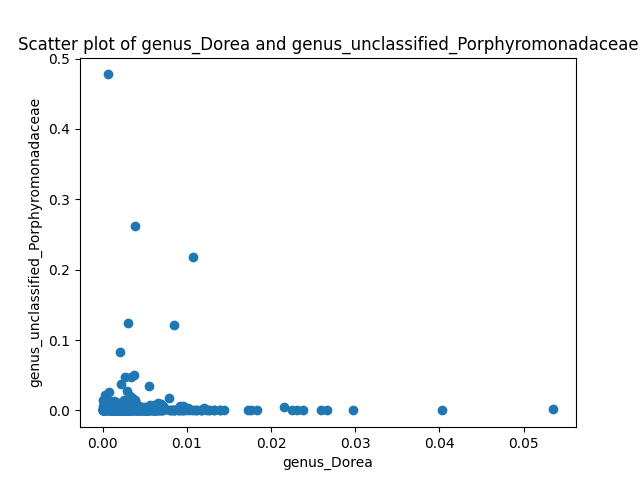 Scatter plot of genus_Dorea and genus_unclassified_Porphyromonadaceae
0.5
0.4
0.3
0.2
0.1
0.0
genus_unclassified_Porphyromonadaceae
0.00 0.01 0.02 0.03 0.04 0.05
genus_Dorea